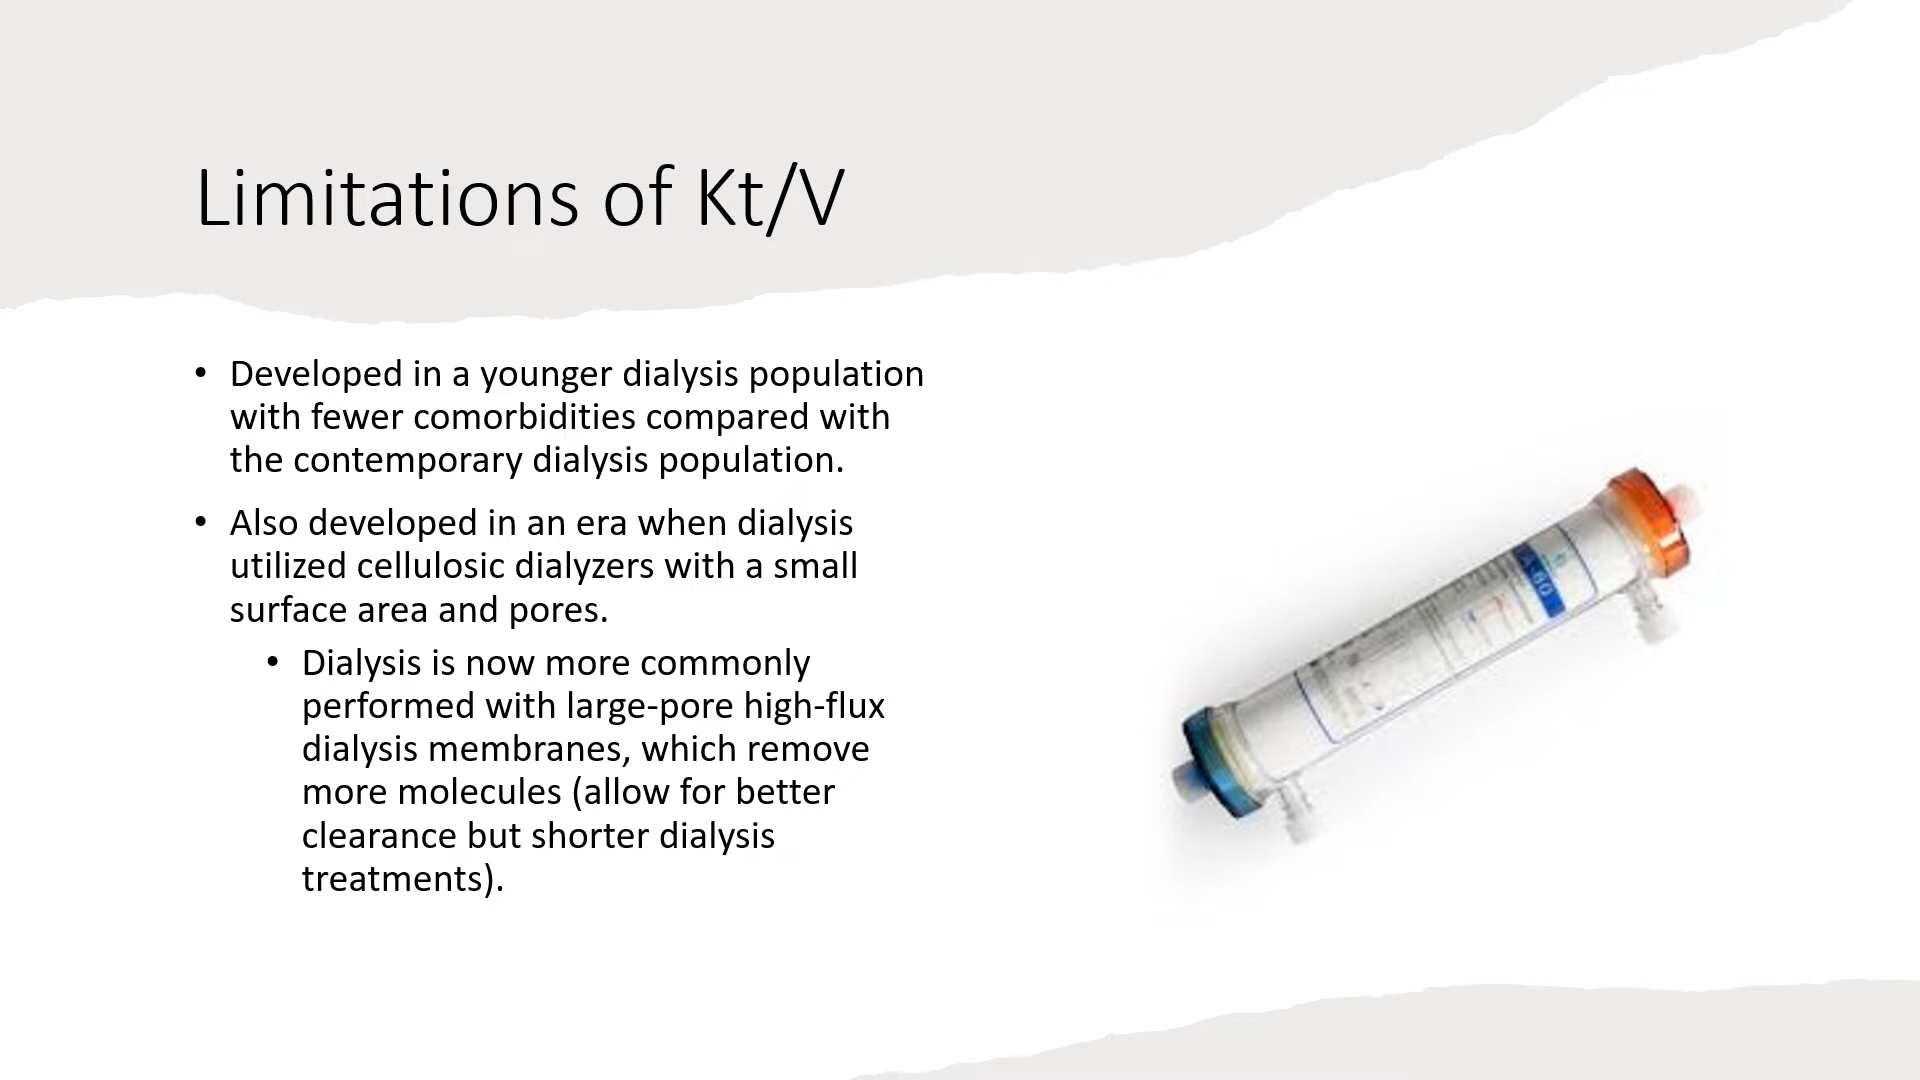 Limitations of Kt/V
• Developed in a younger dialysis population
with fewer comorbidities compared with
the contemporary dialysis population.
• Also developed in an era when dialysis
utilized cellulosic dialyzers with a small
surface area and pores.
• Dialysis is now more commonly
performed with large-pore high-flux
dialysis membranes, which remove
more molecules (allow for better
clearance but shorter dialysis
treatments).